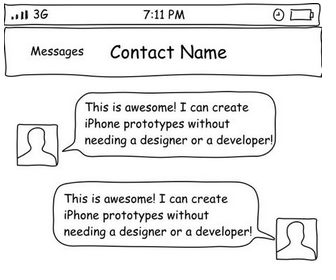 3G 7:11 PM
Messages Contact Name
This is awesome! I can create
iPhone prototypes without
needing a designer or a developer!
This is awesome! I can create
iPhone prototypes without
needing a designer or a developer!